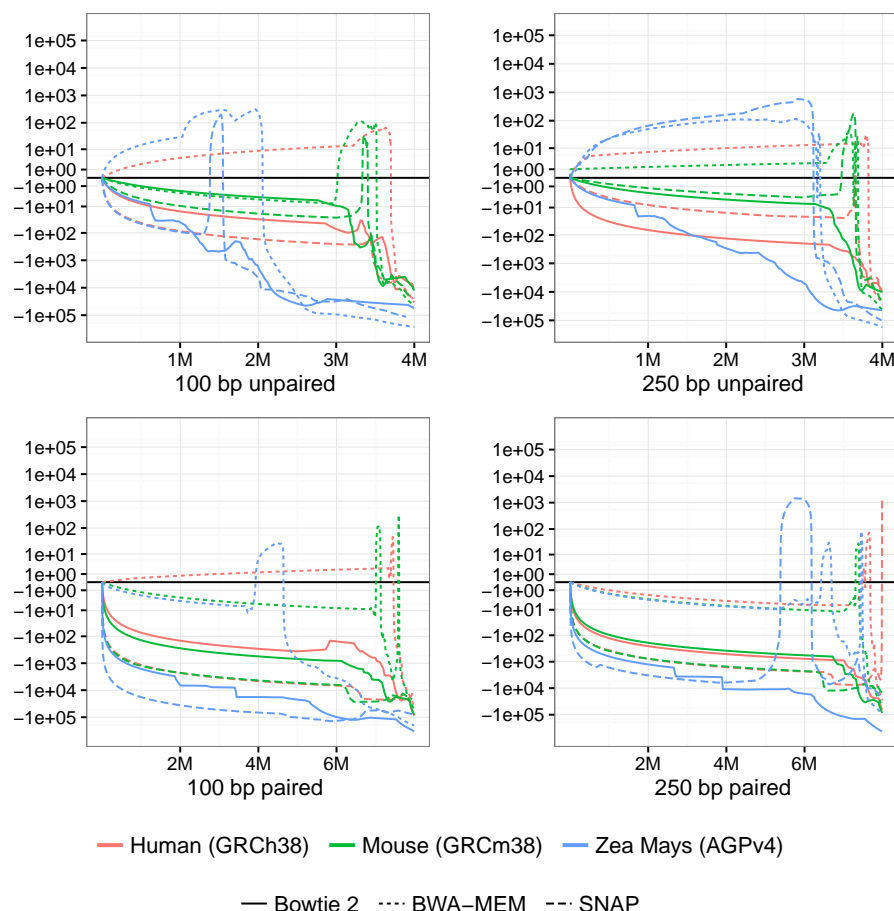 1e+05
1e+04
1e+03
1e+02
1e+01
1e+00
−1e+00
−1e+01
−1e+02
−1e+03
−1e+04
−1e+05
1M 2M 3M 4M
100 bp unpaired
1e+05
1e+04
1e+03
1e+02
1e+01
1e+00
−1e+00
−1e+01
−1e+02
−1e+03
−1e+04
−1e+05
1M 2M 3M 4M
250 bp unpaired
1e+05
1e+04
1e+03
1e+02
1e+01
1e+00
−1e+00
−1e+01
−1e+02
−1e+03
−1e+04
−1e+05
2M 4M 6M
100 bp paired
1e+05
1e+04
1e+03
1e+02
1e+01
1e+00
−1e+00
−1e+01
−1e+02
−1e+03
−1e+04
−1e+05
2M 4M 6M
250 bp paired
Human (GRCh38) Mouse (GRCm38) Zea Mays (AGPv4)
Bowtie 2 BWA−MEM SNAP